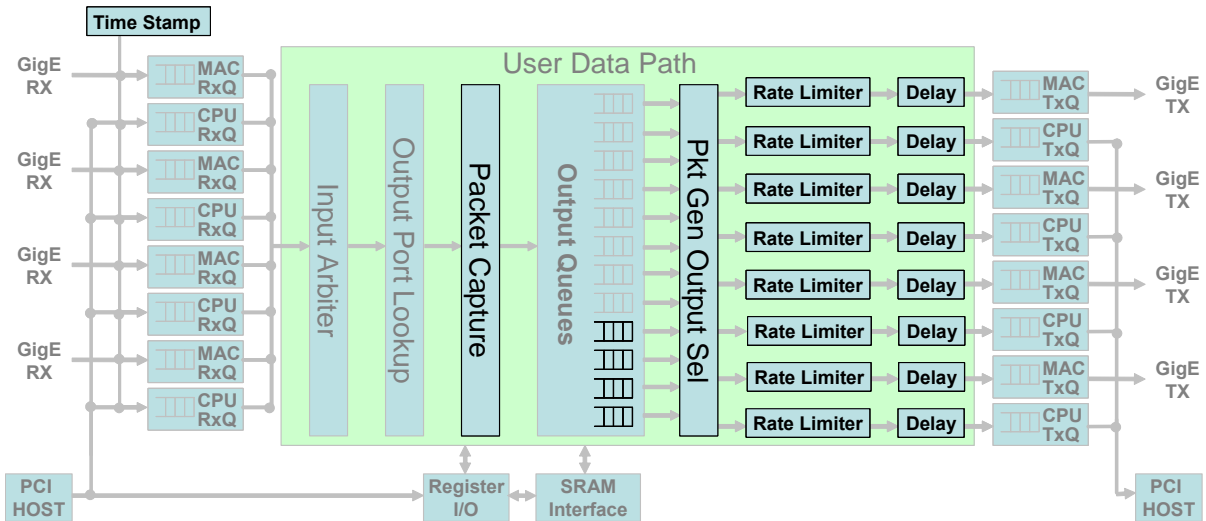 Time Stamp
GigE
RX
GigE
RX
GigE
RX
GigE
RX
MAC
RxQ
CPU
RxQ
MAC
RxQ
CPU
RxQ
MAC
RxQ
CPU
RxQ
MAC
RxQ
CPU
RxQ
User Data Path
Input Arbiter
Output Port Lookup
Packet Capture
Output Queues
Pkt Gen Output Sel
Rate Limiter
Delay
Rate Limiter
Delay
Rate Limiter
Delay
Rate Limiter
Delay
Rate Limiter
Delay
Rate Limiter
Delay
Rate Limiter
Delay
Rate Limiter
Delay
MAC
TxQ
CPU
TxQ
MAC
TxQ
CPU
TxQ
MAC
TxQ
CPU
TxQ
MAC
TxQ
CPU
TxQ
GigE
TX
GigE
TX
GigE
TX
GigE
TX
PCI
HOST
Register
I/O
SRAM
Interface
PCI
HOST